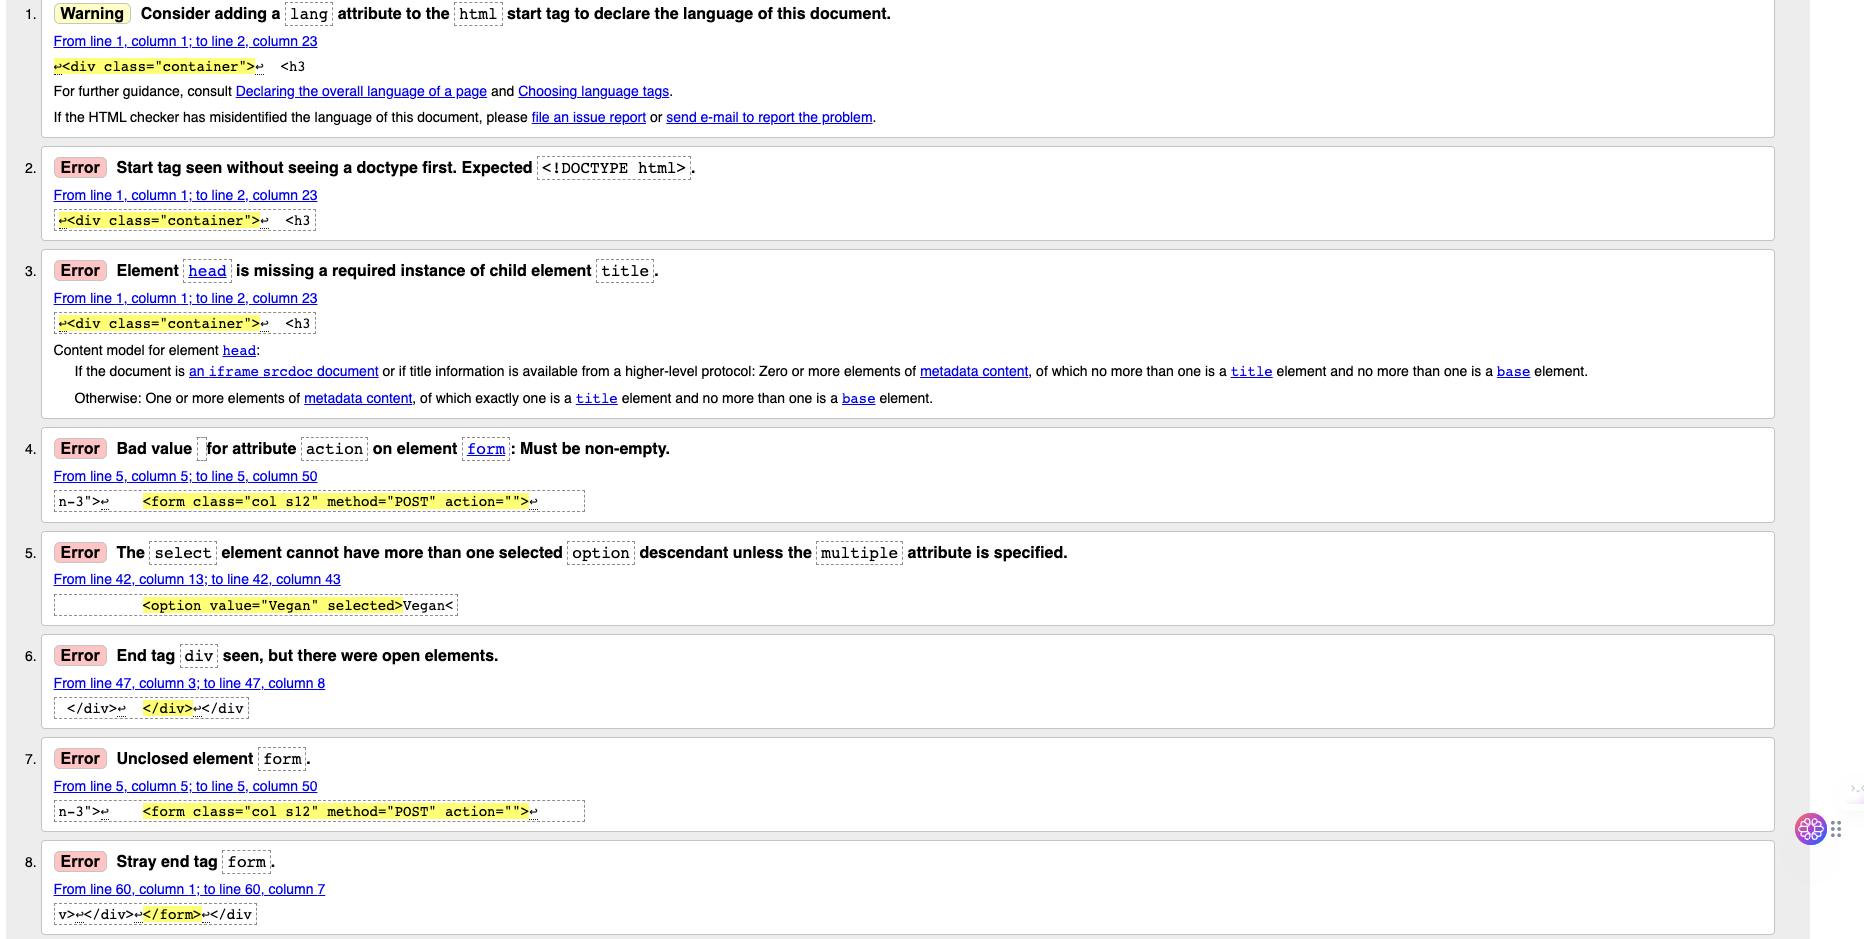 1. Warning Consider adding a lang attribute to the html start tag to declare the language of this document.
From line 1, column 1; to line 2, column 23
↩<div class="container">↩  <h3
For further guidance, consult Declaring the overall language of a page and Choosing language tags.
If the HTML checker has misidentified the language of this document, please file an issue report or send e-mail to report the problem.
2. Error Start tag seen without seeing a doctype first. Expected <!DOCTYPE html>.
From line 1, column 1; to line 2, column 23
↩<div class="container">↩  <h3
3. Error Element head is missing a required instance of child element title.
From line 1, column 1; to line 2, column 23
↩<div class="container">↩  <h3
Content model for element head:
If the document is an iframe srcdoc document or if title information is available from a higher-level protocol: Zero or more elements of metadata content, of which no more than one is a title element and no more than one is a base element.
Otherwise: One or more elements of metadata content, of which exactly one is a title element and no more than one is a base element.
4. Error Bad value for attribute action on element form: Must be non-empty.
From line 5, column 5; to line 5, column 50
n-3">↩    <form class="col s12" method="POST" action="">↩
5. Error The select element cannot have more than one selected option descendant unless the multiple attribute is specified.
From line 42, column 13; to line 42, column 43
<option value="Vegan" selected>Vegan<
6. Error End tag div seen, but there were open elements.
From line 47, column 3; to line 47, column 8
</div>↩  </div>↩</div
7. Error Unclosed element form.
From line 5, column 5; to line 5, column 50
n-3">↩    <form class="col s12" method="POST" action="">↩
8. Error Stray end tag form.
From line 60, column 1; to line 60, column 7
v>↩</div>↩</form>↩</div